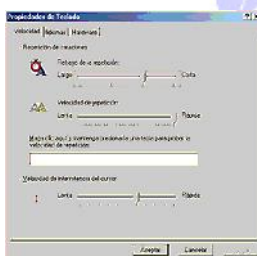 Propiedades de Teclado
Velocidad Idiomas Hardware
Repetición de caracteres
Retraso de la repetición:
Largo Corto
Velocidad de repetición:
Lenta Rápida
Haga clic aquí y mantenga presionada una tecla para probar la
velocidad de repetición:
Velocidad de intermitencia del cursor
Lenta Rápida
Aceptar Cancelar